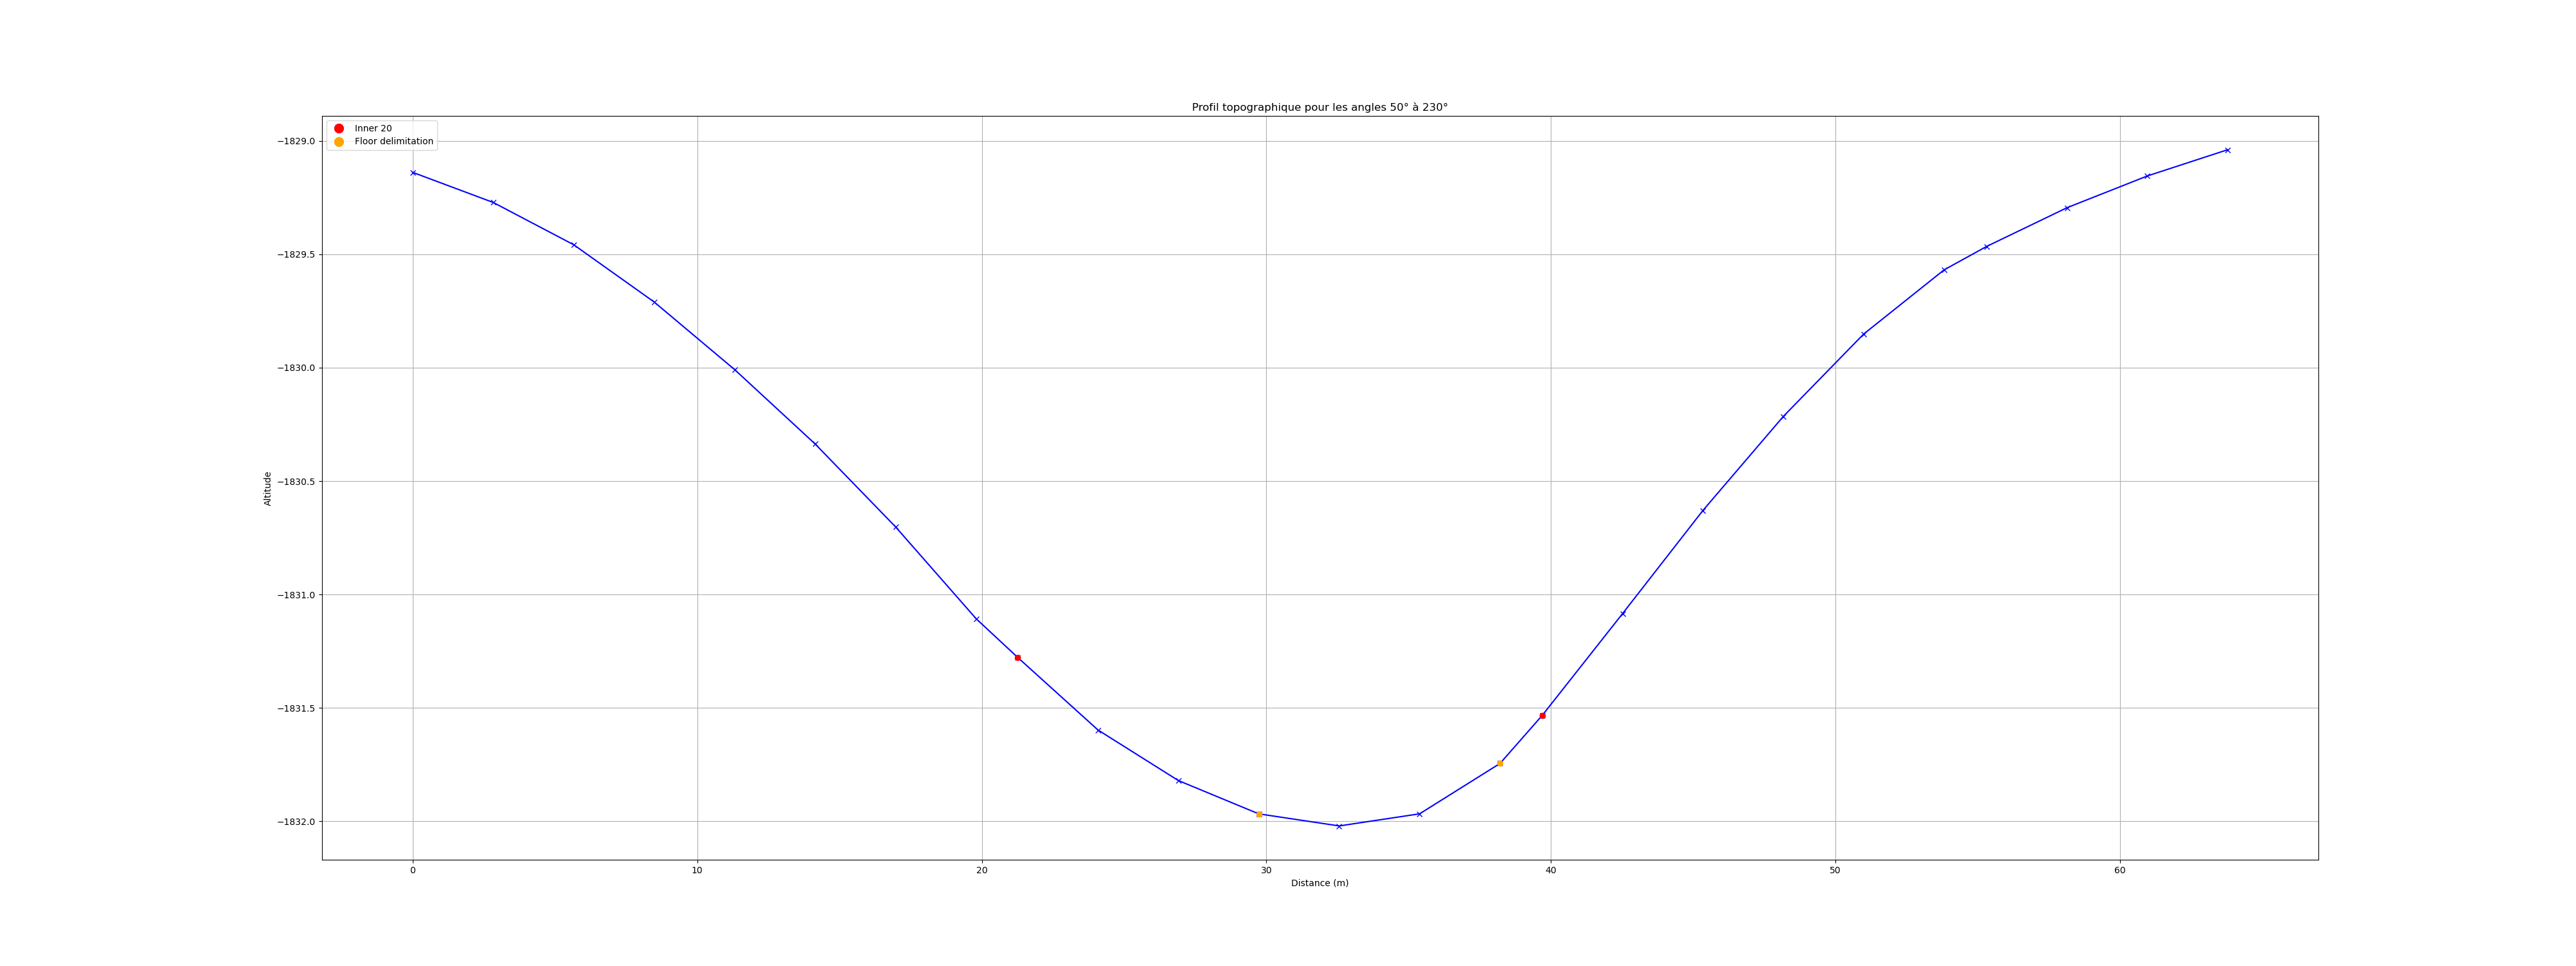 Profil topographique pour les angles 50° à 230°
Inner 20
Floor delimitation
−1829.0
−1829.5
−1830.0
−1830.5
−1831.0
−1831.5
−1832.0
Altitude
0 10 20 30 40 50 60
Distance (m)